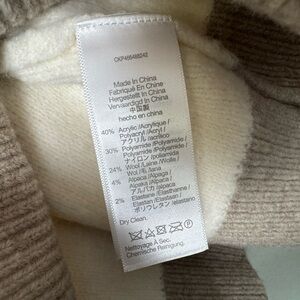 CKP466648242
Made In China
Fabriqué En Chine
Hergestellt In China
Vervaardigd In China
中国製
hecho en china
40% Acrylic /Acrylique /
Polyacryl /Acryl /
アクリル /acrílico
30% Polyamide /Polyamide /
Polyamid /Polyamide /
ナイロン /poliamida
24% Wool /Laine /Wolle /
Wol /毛 /lana
4% Alpaca /Alpaga /
Alpaka /Alpaca /
アルパカ /alpaca
2% Elastane /Élasthanne /
Elastan /Elastaan /
ポリウレタン /elastano
Dry Clean.
Nettoyage À Sec.
Chemische Reinigung.